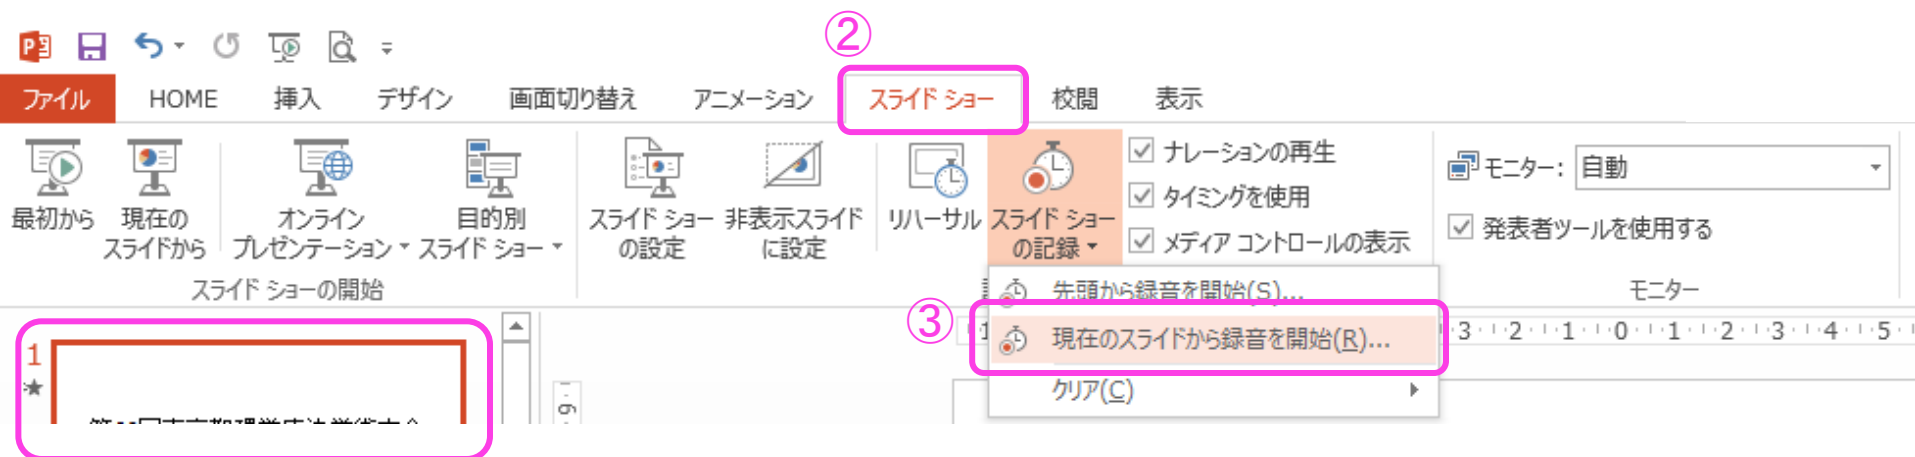 ②
ファイル HOME 挿入 デザイン 画面切り替え アニメーション スライド ショー 校閲 表示
最初から
現在の
スライドから
オンライン
プレゼンテーション
目的別
スライド ショー
スライド ショー
の設定
非表示スライド
に設定
リハーサル
スライド ショー
の記録
ナレーションの再生
タイミングを使用
メディア コントロールの表示
モニター: 自動
発表者ツールを使用する
スライド ショーの開始
モニター
先頭から録音を開始(S)...
③
現在のスライドから録音を開始(R)...
クリア(C)
3 2 1 0 1 2 3 4 5
1
6